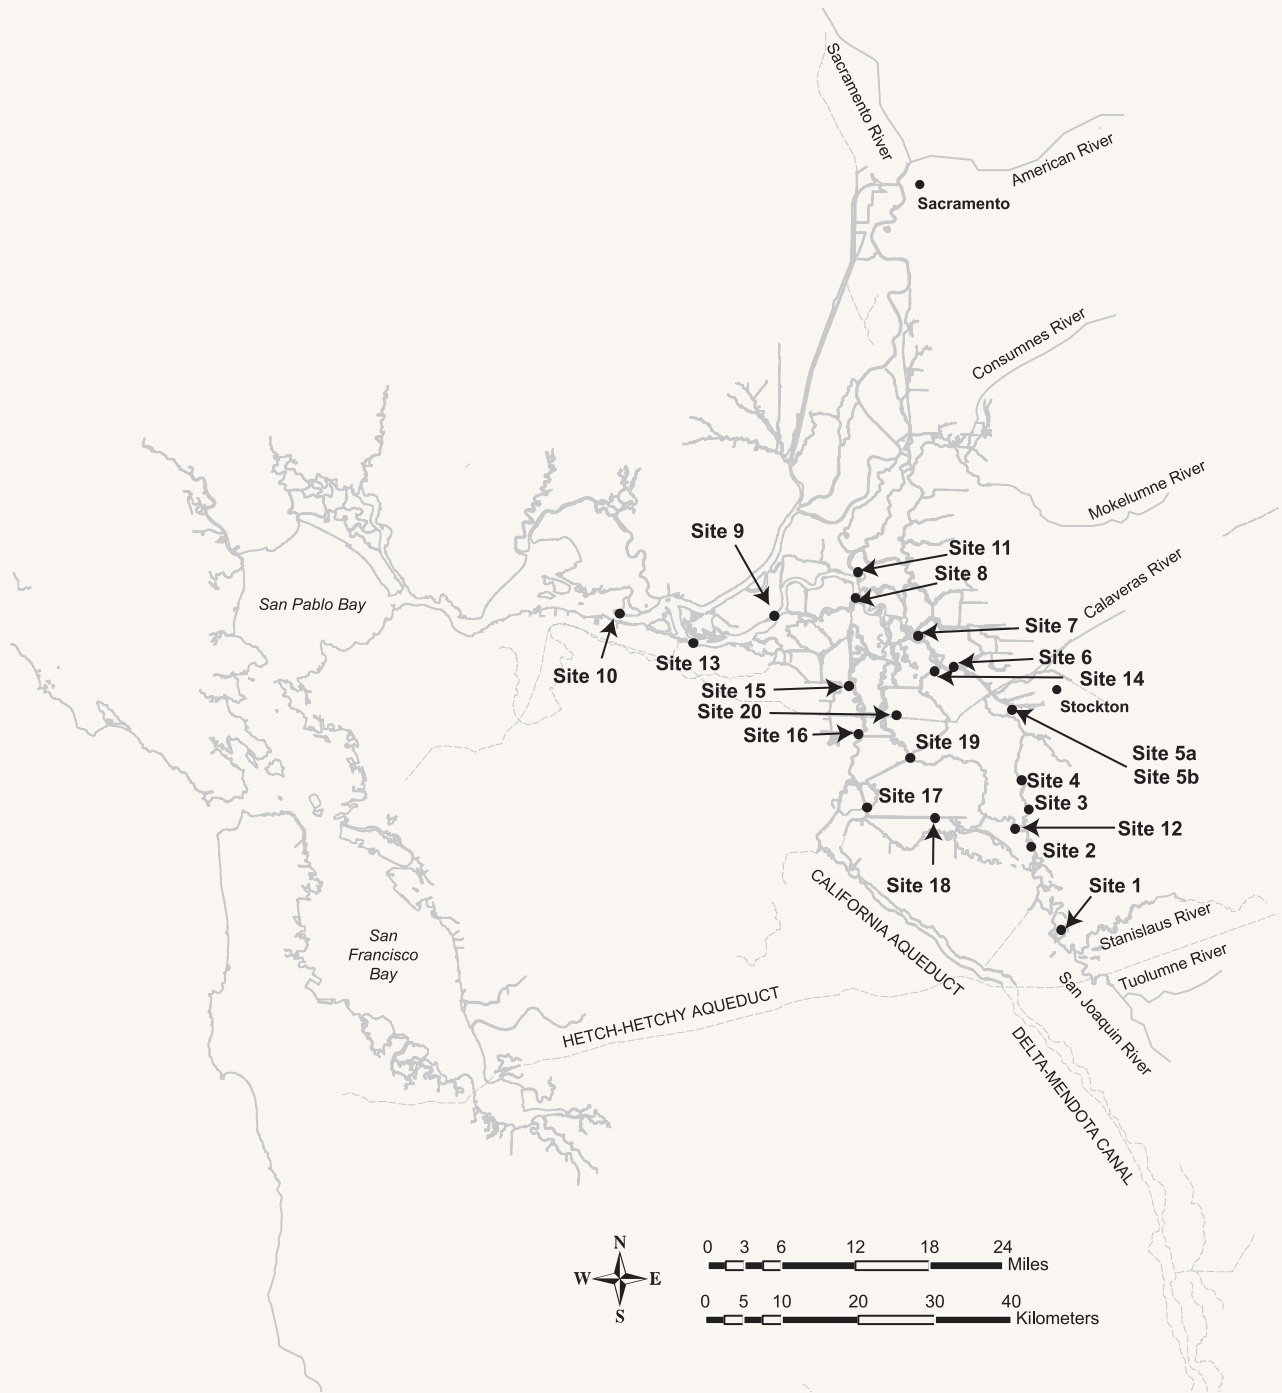 Sacramento River
American River
Sacramento
Consumnes River
Mokelumne River
Site 9
Site 11
Site 8
Calaveras River
San Pablo Bay
Site 7
Site 10
Site 13
Site 6
Site 14
Site 15
Stockton
Site 20
Site 16
Site 19
Site 5a
Site 5b
Site 4
Site 17
Site 3
Site 12
Site 2
Site 18
Site 1
CALIFORNIA AQUEDUCT
Stanislaus River
San
Francisco
Bay
Tuolumne River
San Joaquin River
HETCH-HETCHY AQUEDUCT
DELTA-MENDOTA CANAL
N
W E
S
0 3 6 12 18 24
Miles
0 5 10 20 30 40
Kilometers